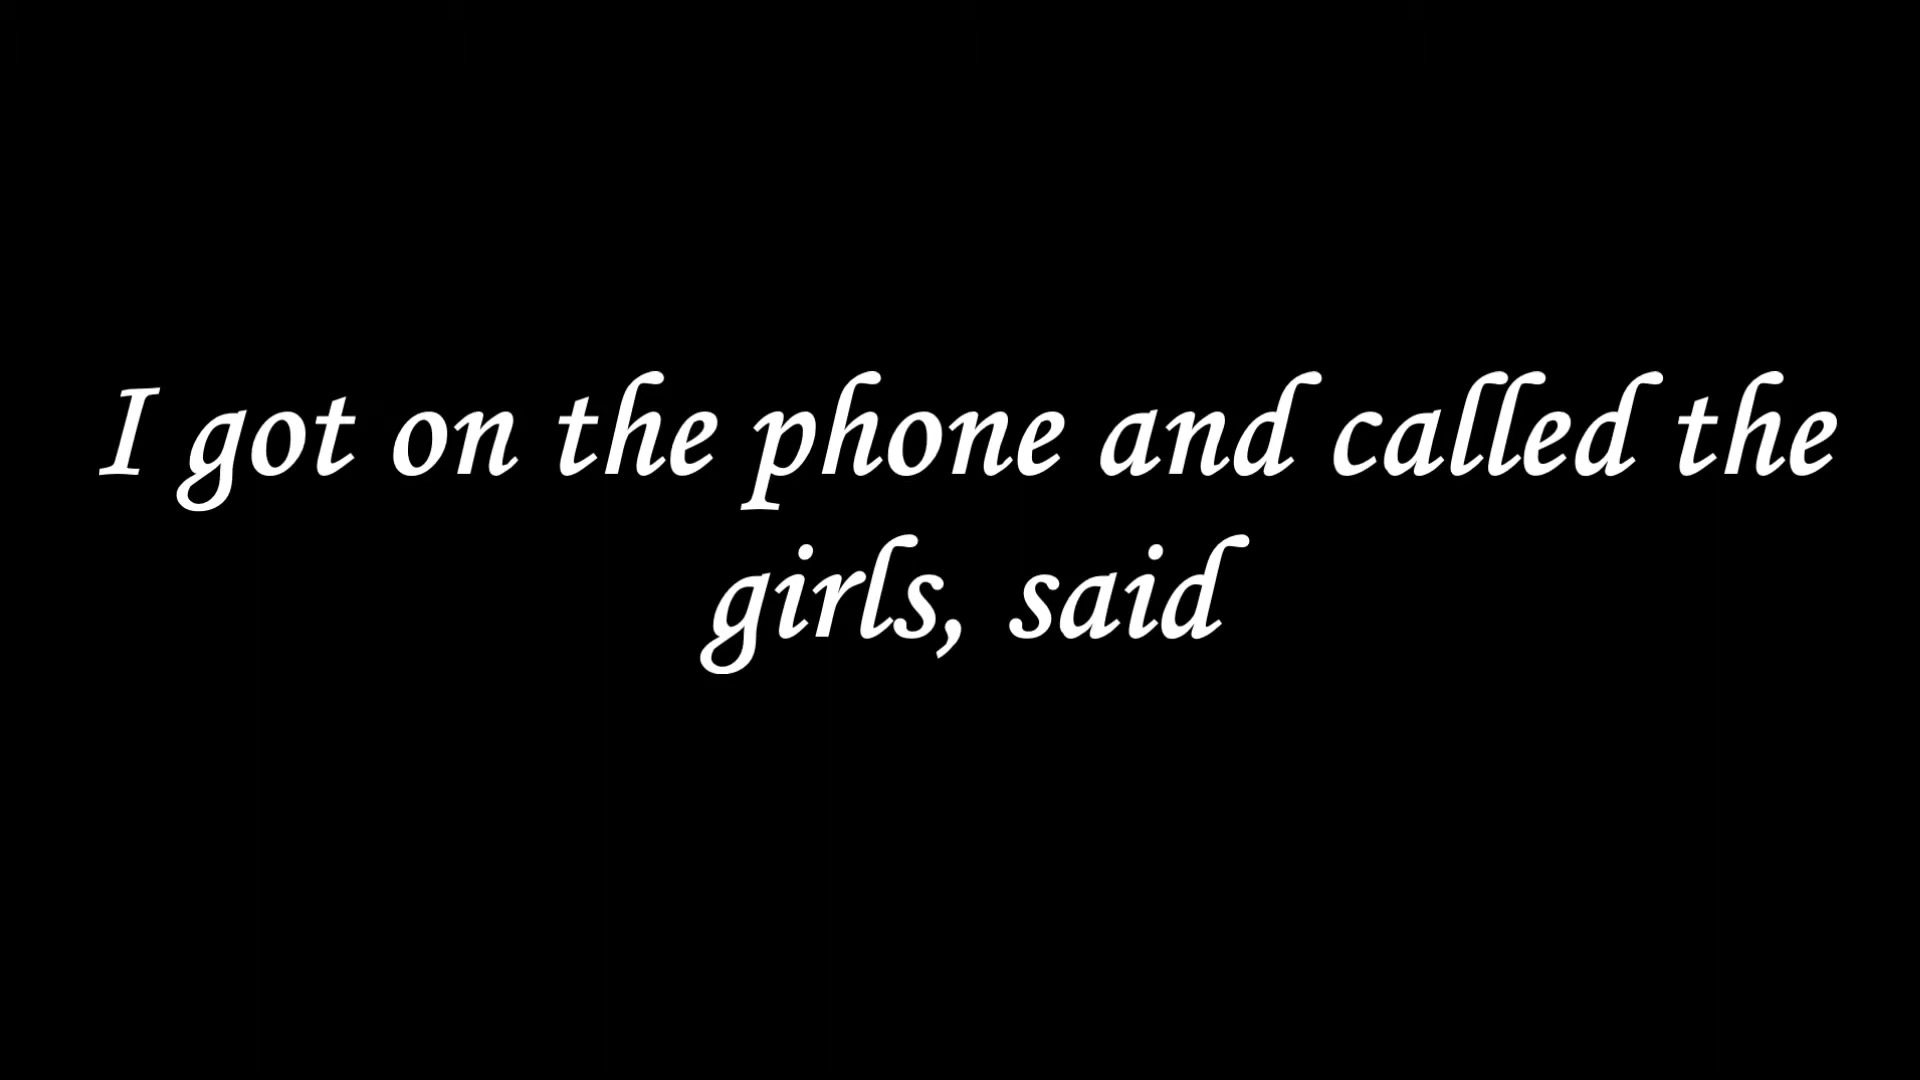 I got on the phone and called the
girls, said